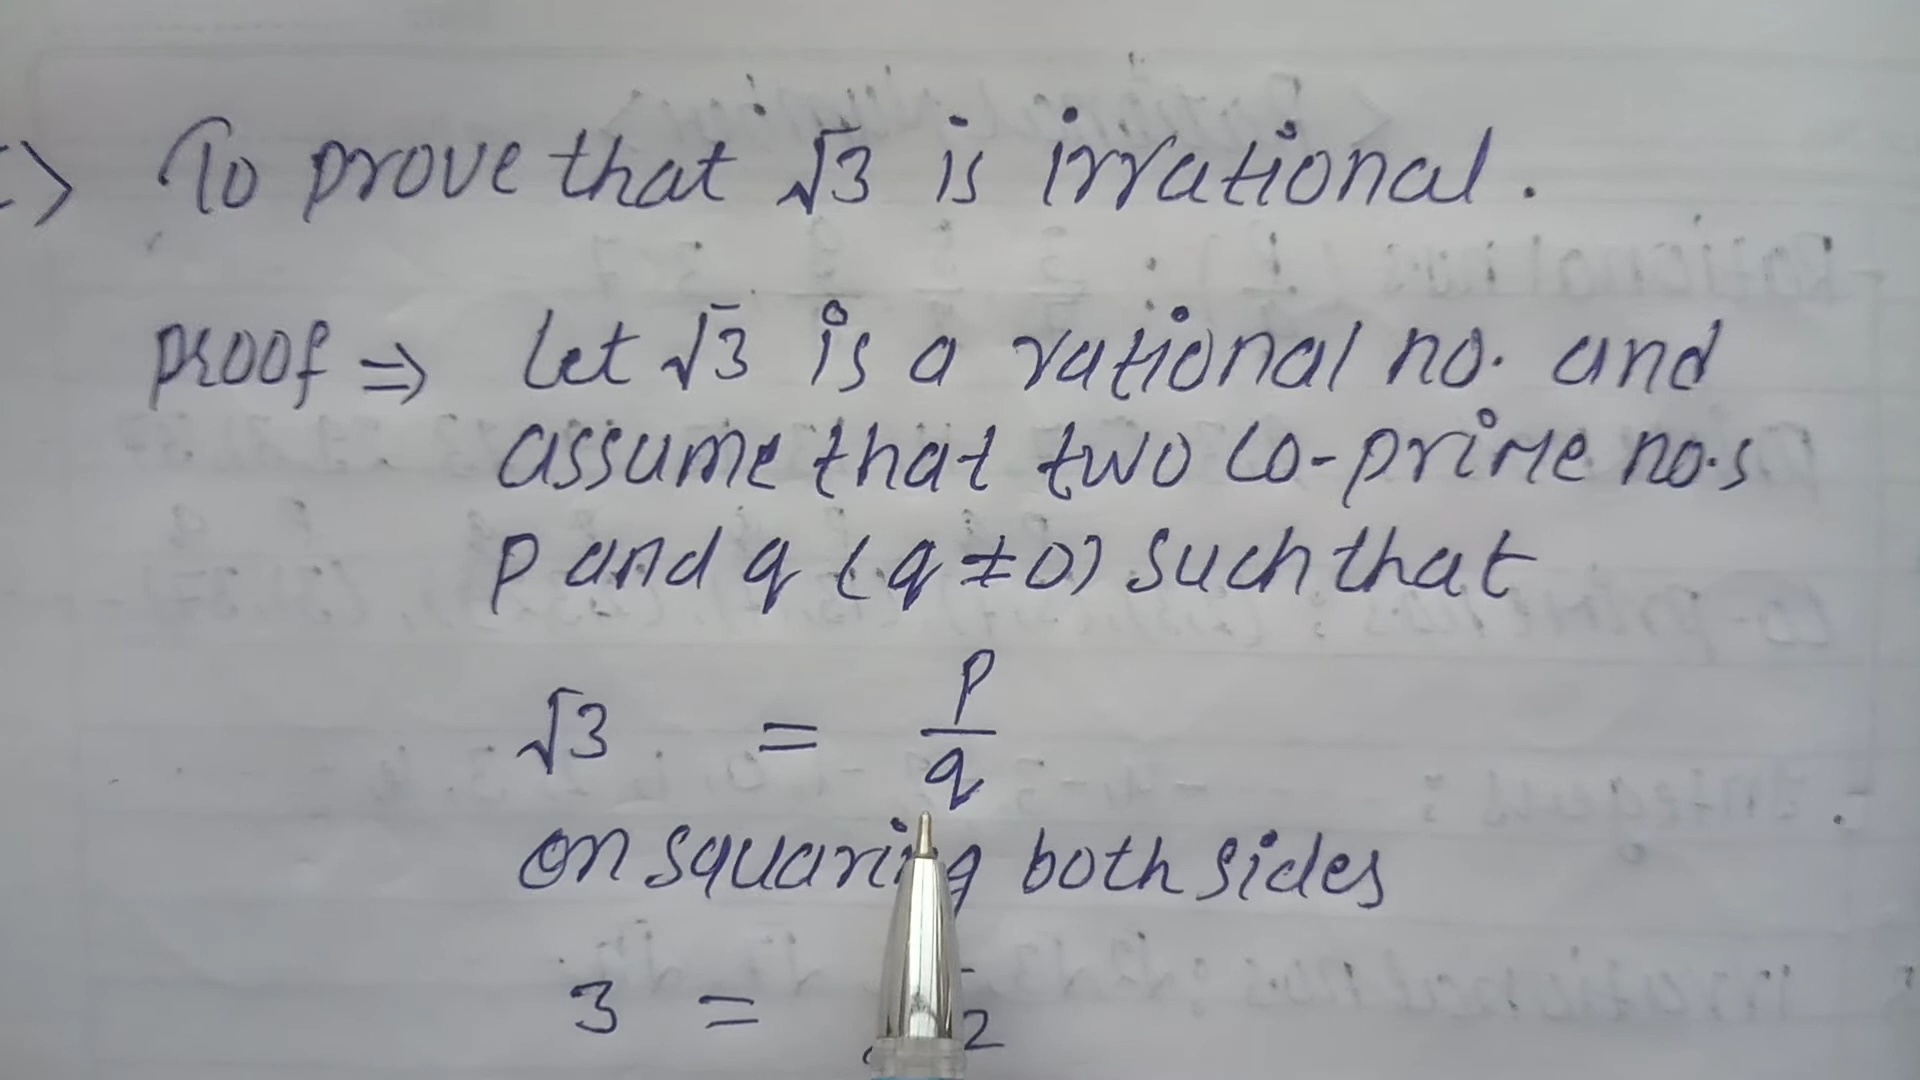 To prove that √3 is irrational.
proof ⇒ Let √3 is a rational no. and
assume that two Co-prime no.s
p and q (q ≠ 0) such that
√3 = p/q
on squaring both sides
3 = 2